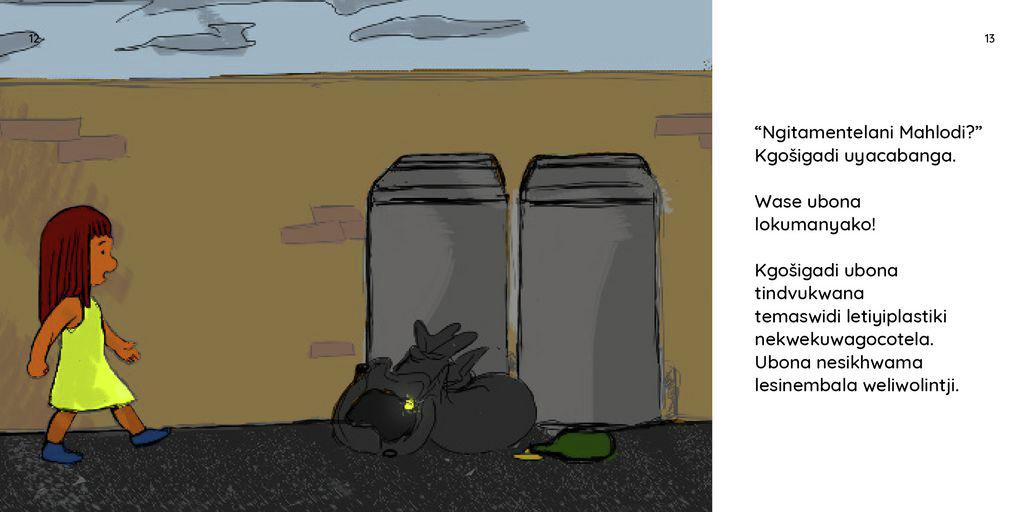 12
13
“Ngitamentelani Mahlodi?”
Kgošigadi uyacabanga.
Wase ubona
lokumanyako!
Kgošigadi ubona
tindvukwana
temaswidi letiyiplastiki
nekwekuwagocotela.
Ubona nesikhwama
lesinembala weliwolintji.